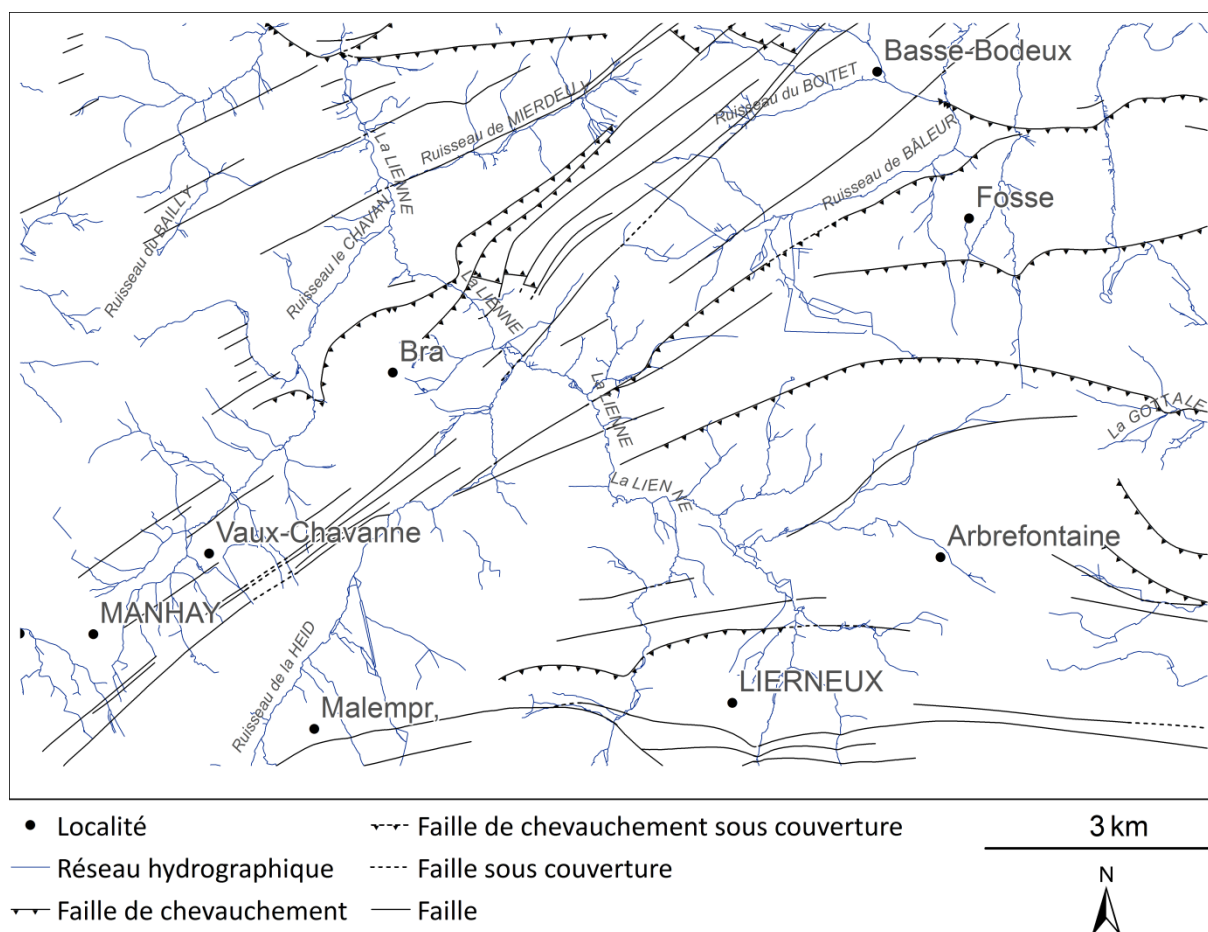 Basse-Bodeux
Ruisseau du BOITET
Ruisseau de MIERDEUX
La LIENNE
Ruisseau de BÂLEUR
Fosse
Ruisseau du BAILLY
Ruisseau le CHAVAN
La LIENNE
Bra
La LIENNE
La GOTTALE
La LIEN NE
Vaux-Chavanne
Arbrefontaine
MANHAY
Ruisseau de la HEID
LIERNEUX
Malempr,
Localité
Faille de chevauchement sous couverture
3 km
Réseau hydrographique
Faille sous couverture
N
Faille de chevauchement
Faille